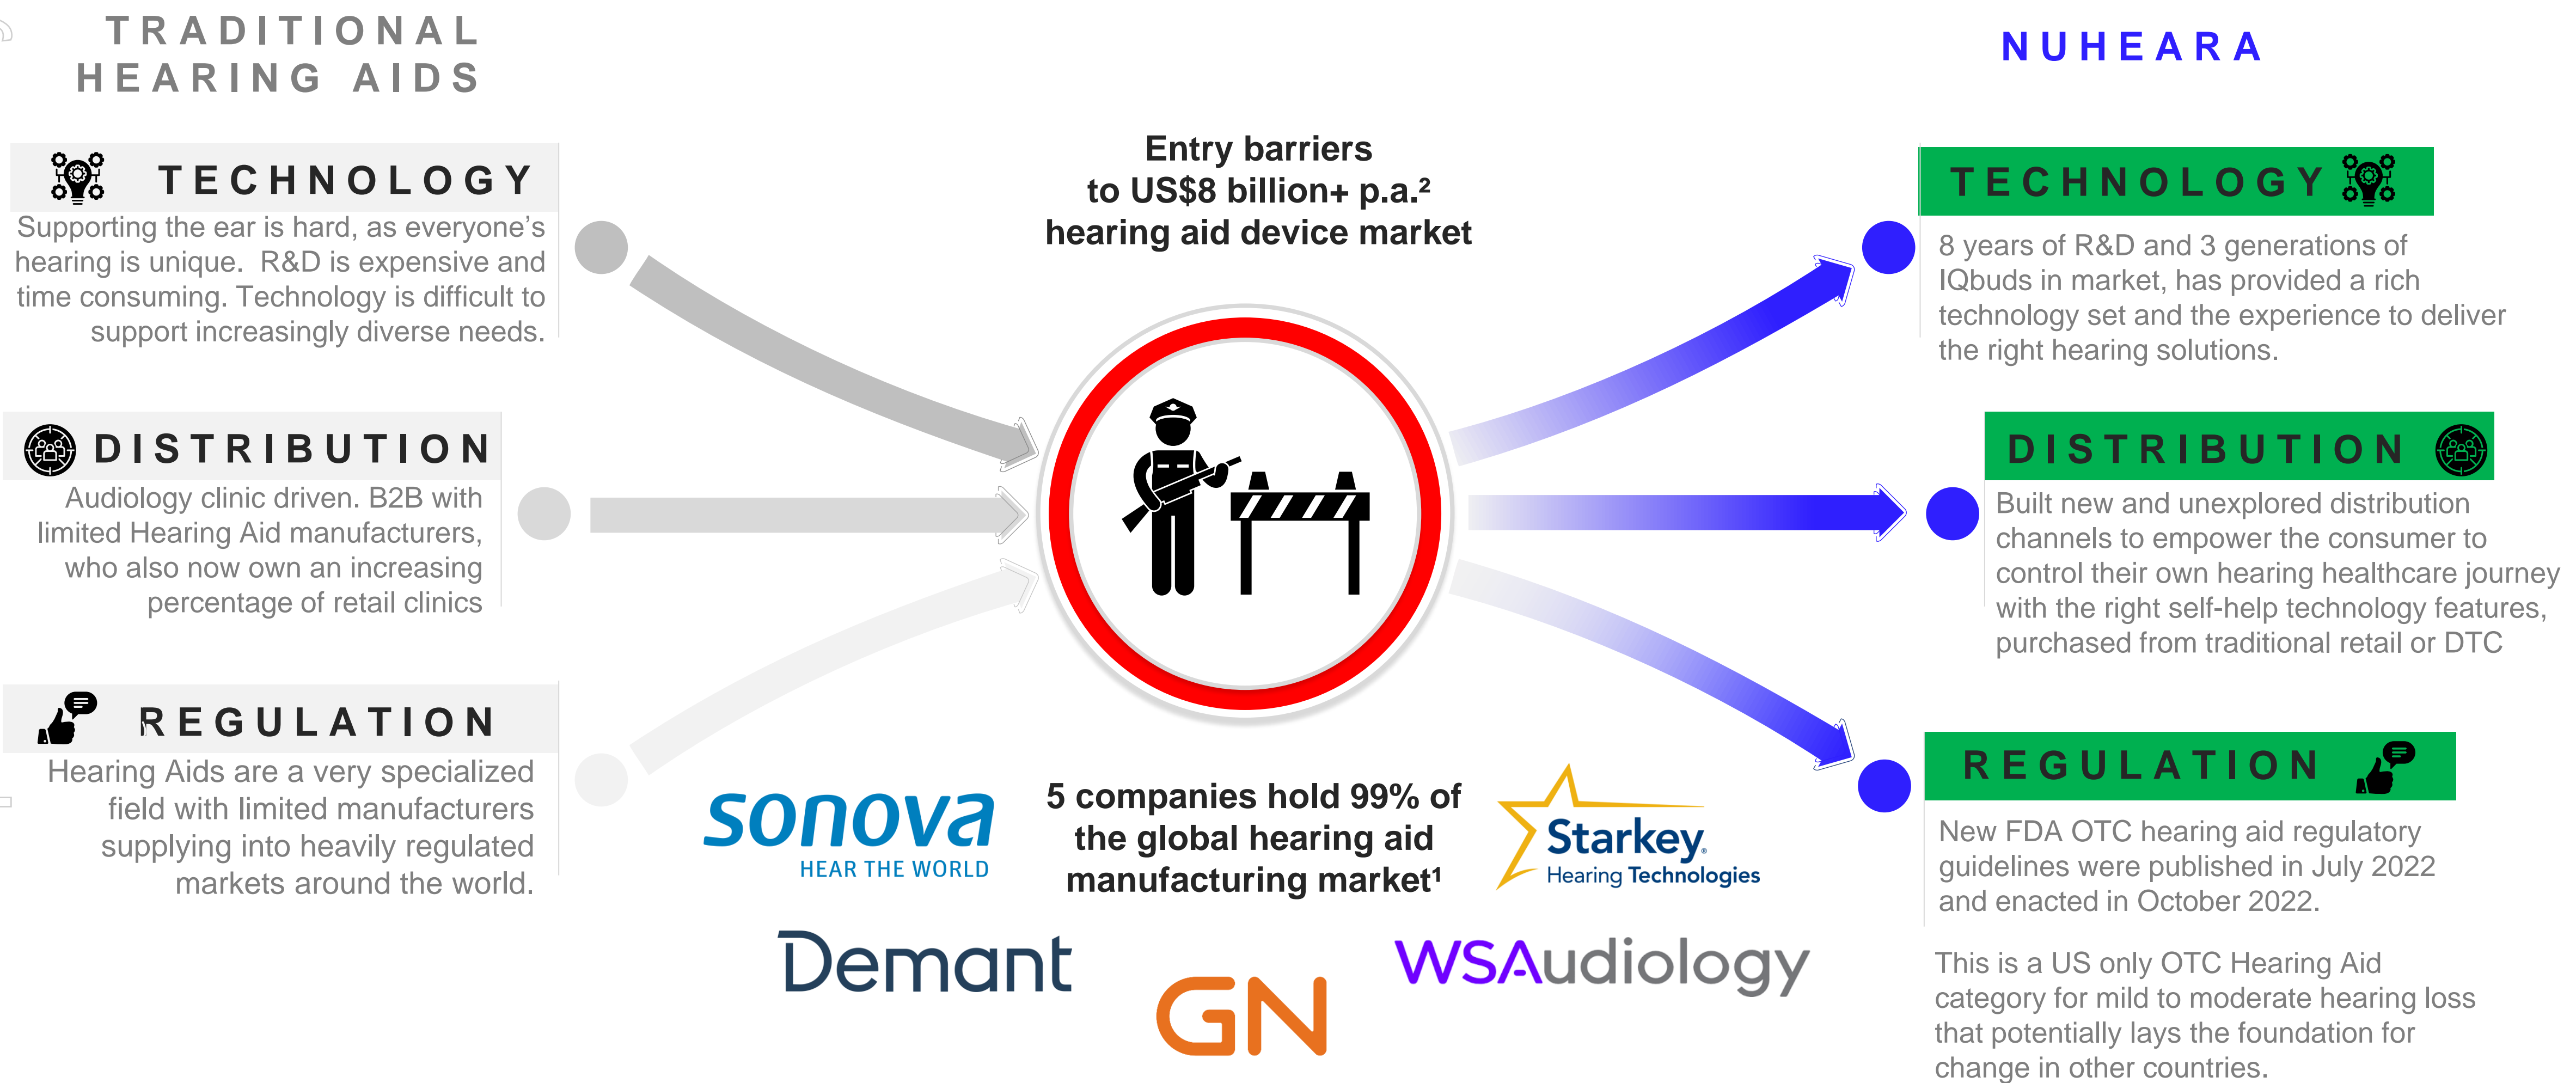 TRADITIONAL
HEARING AIDS
TECHNOLOGY
Supporting the ear is hard, as everyone’s
hearing is unique.  R&D is expensive and
time consuming. Technology is difficult to
support increasingly diverse needs.
DISTRIBUTION
Audiology clinic driven. B2B with
limited Hearing Aid manufacturers,
who also now own an increasing
percentage of retail clinics
REGULATION
Hearing Aids are a very specialized
field with limited manufacturers
supplying into heavily regulated
markets around the world.
Entry barriers
to US$8 billion+ p.a.²
hearing aid device market
sonova
HEAR THE WORLD
5 companies hold 99% of
the global hearing aid
manufacturing market¹
Starkey®
Hearing Technologies
Demant
GN
WSAudiology
NUHEARA
TECHNOLOGY
8 years of R&D and 3 generations of
IQbuds in market, has provided a rich
technology set and the experience to deliver
the right hearing solutions.
DISTRIBUTION
Built new and unexplored distribution
channels to empower the consumer to
control their own hearing healthcare journey
with the right self-help technology features,
purchased from traditional retail or DTC
REGULATION
New FDA OTC hearing aid regulatory
guidelines were published in July 2022
and enacted in October 2022.
This is a US only OTC Hearing Aid
category for mild to moderate hearing loss
that potentially lays the foundation for
change in other countries.